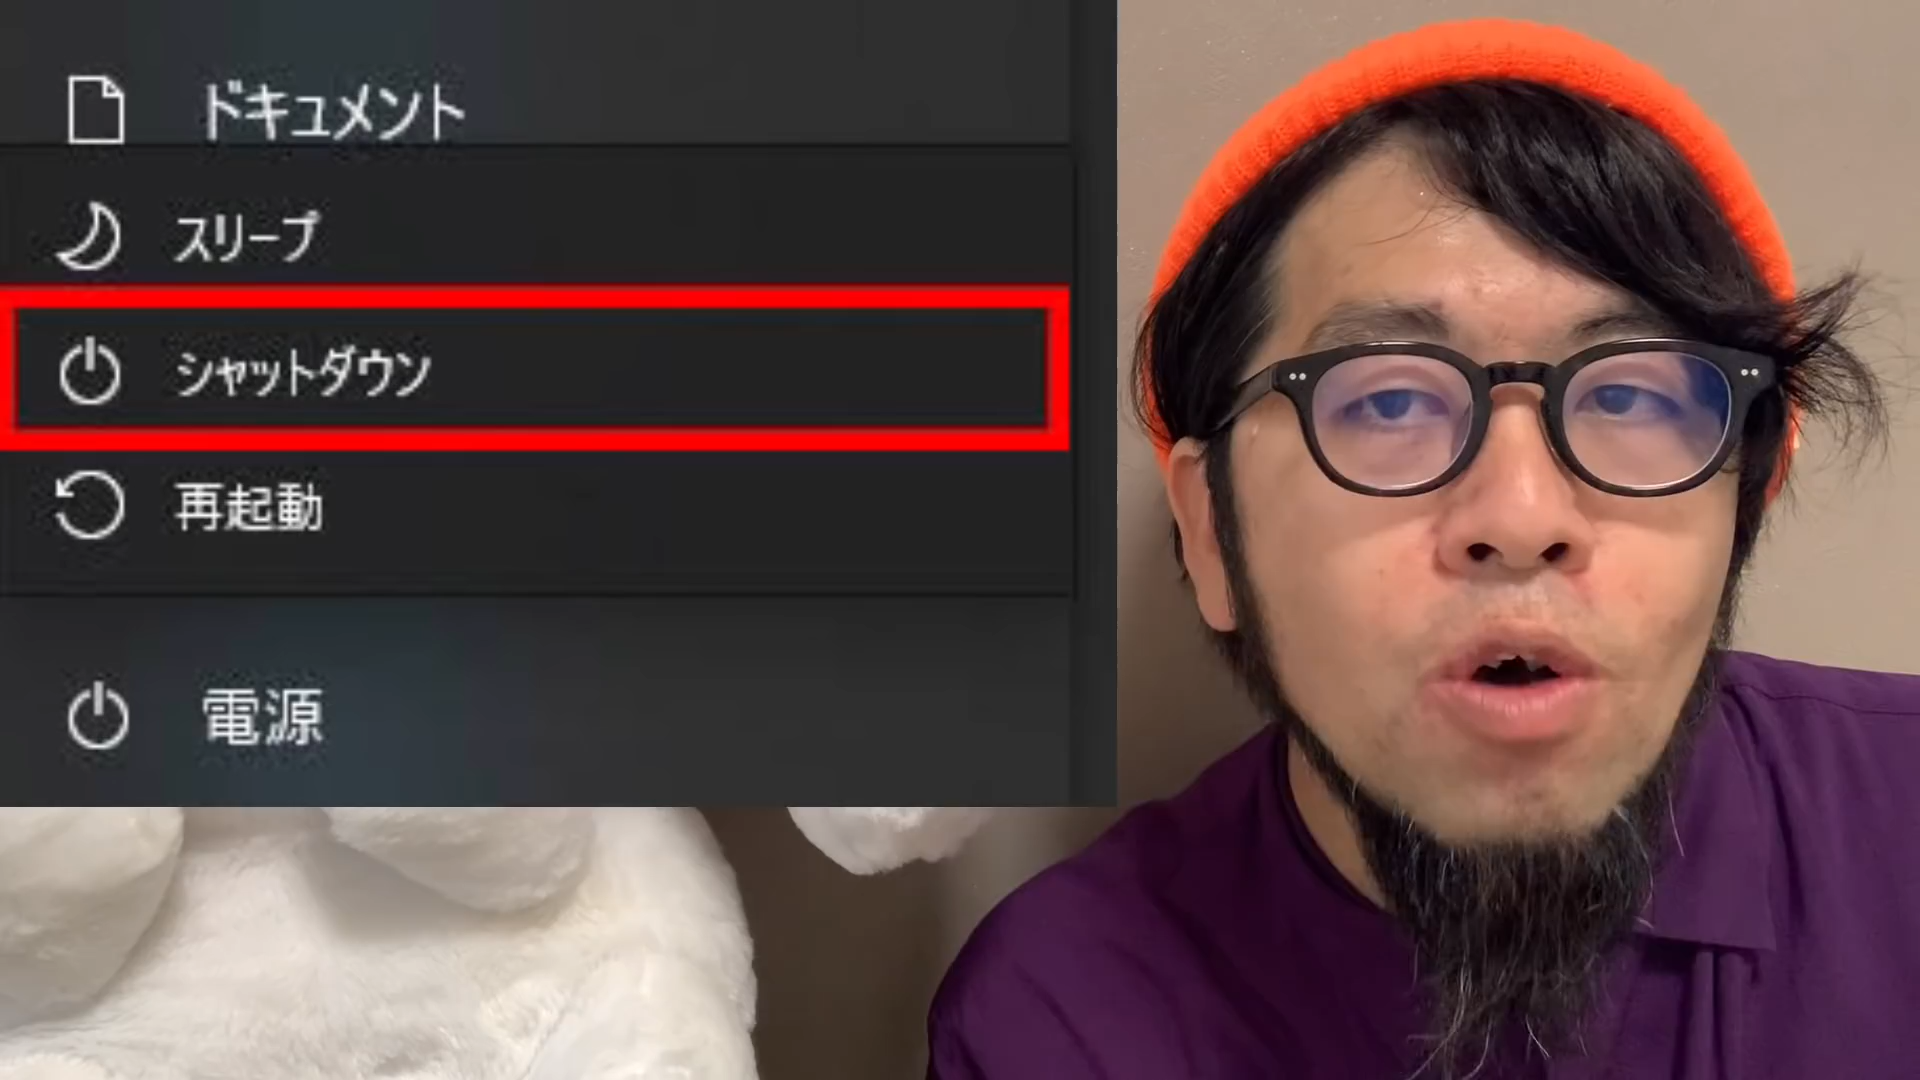 ドキュメント
スリープ
シャットダウン
再起動
電源